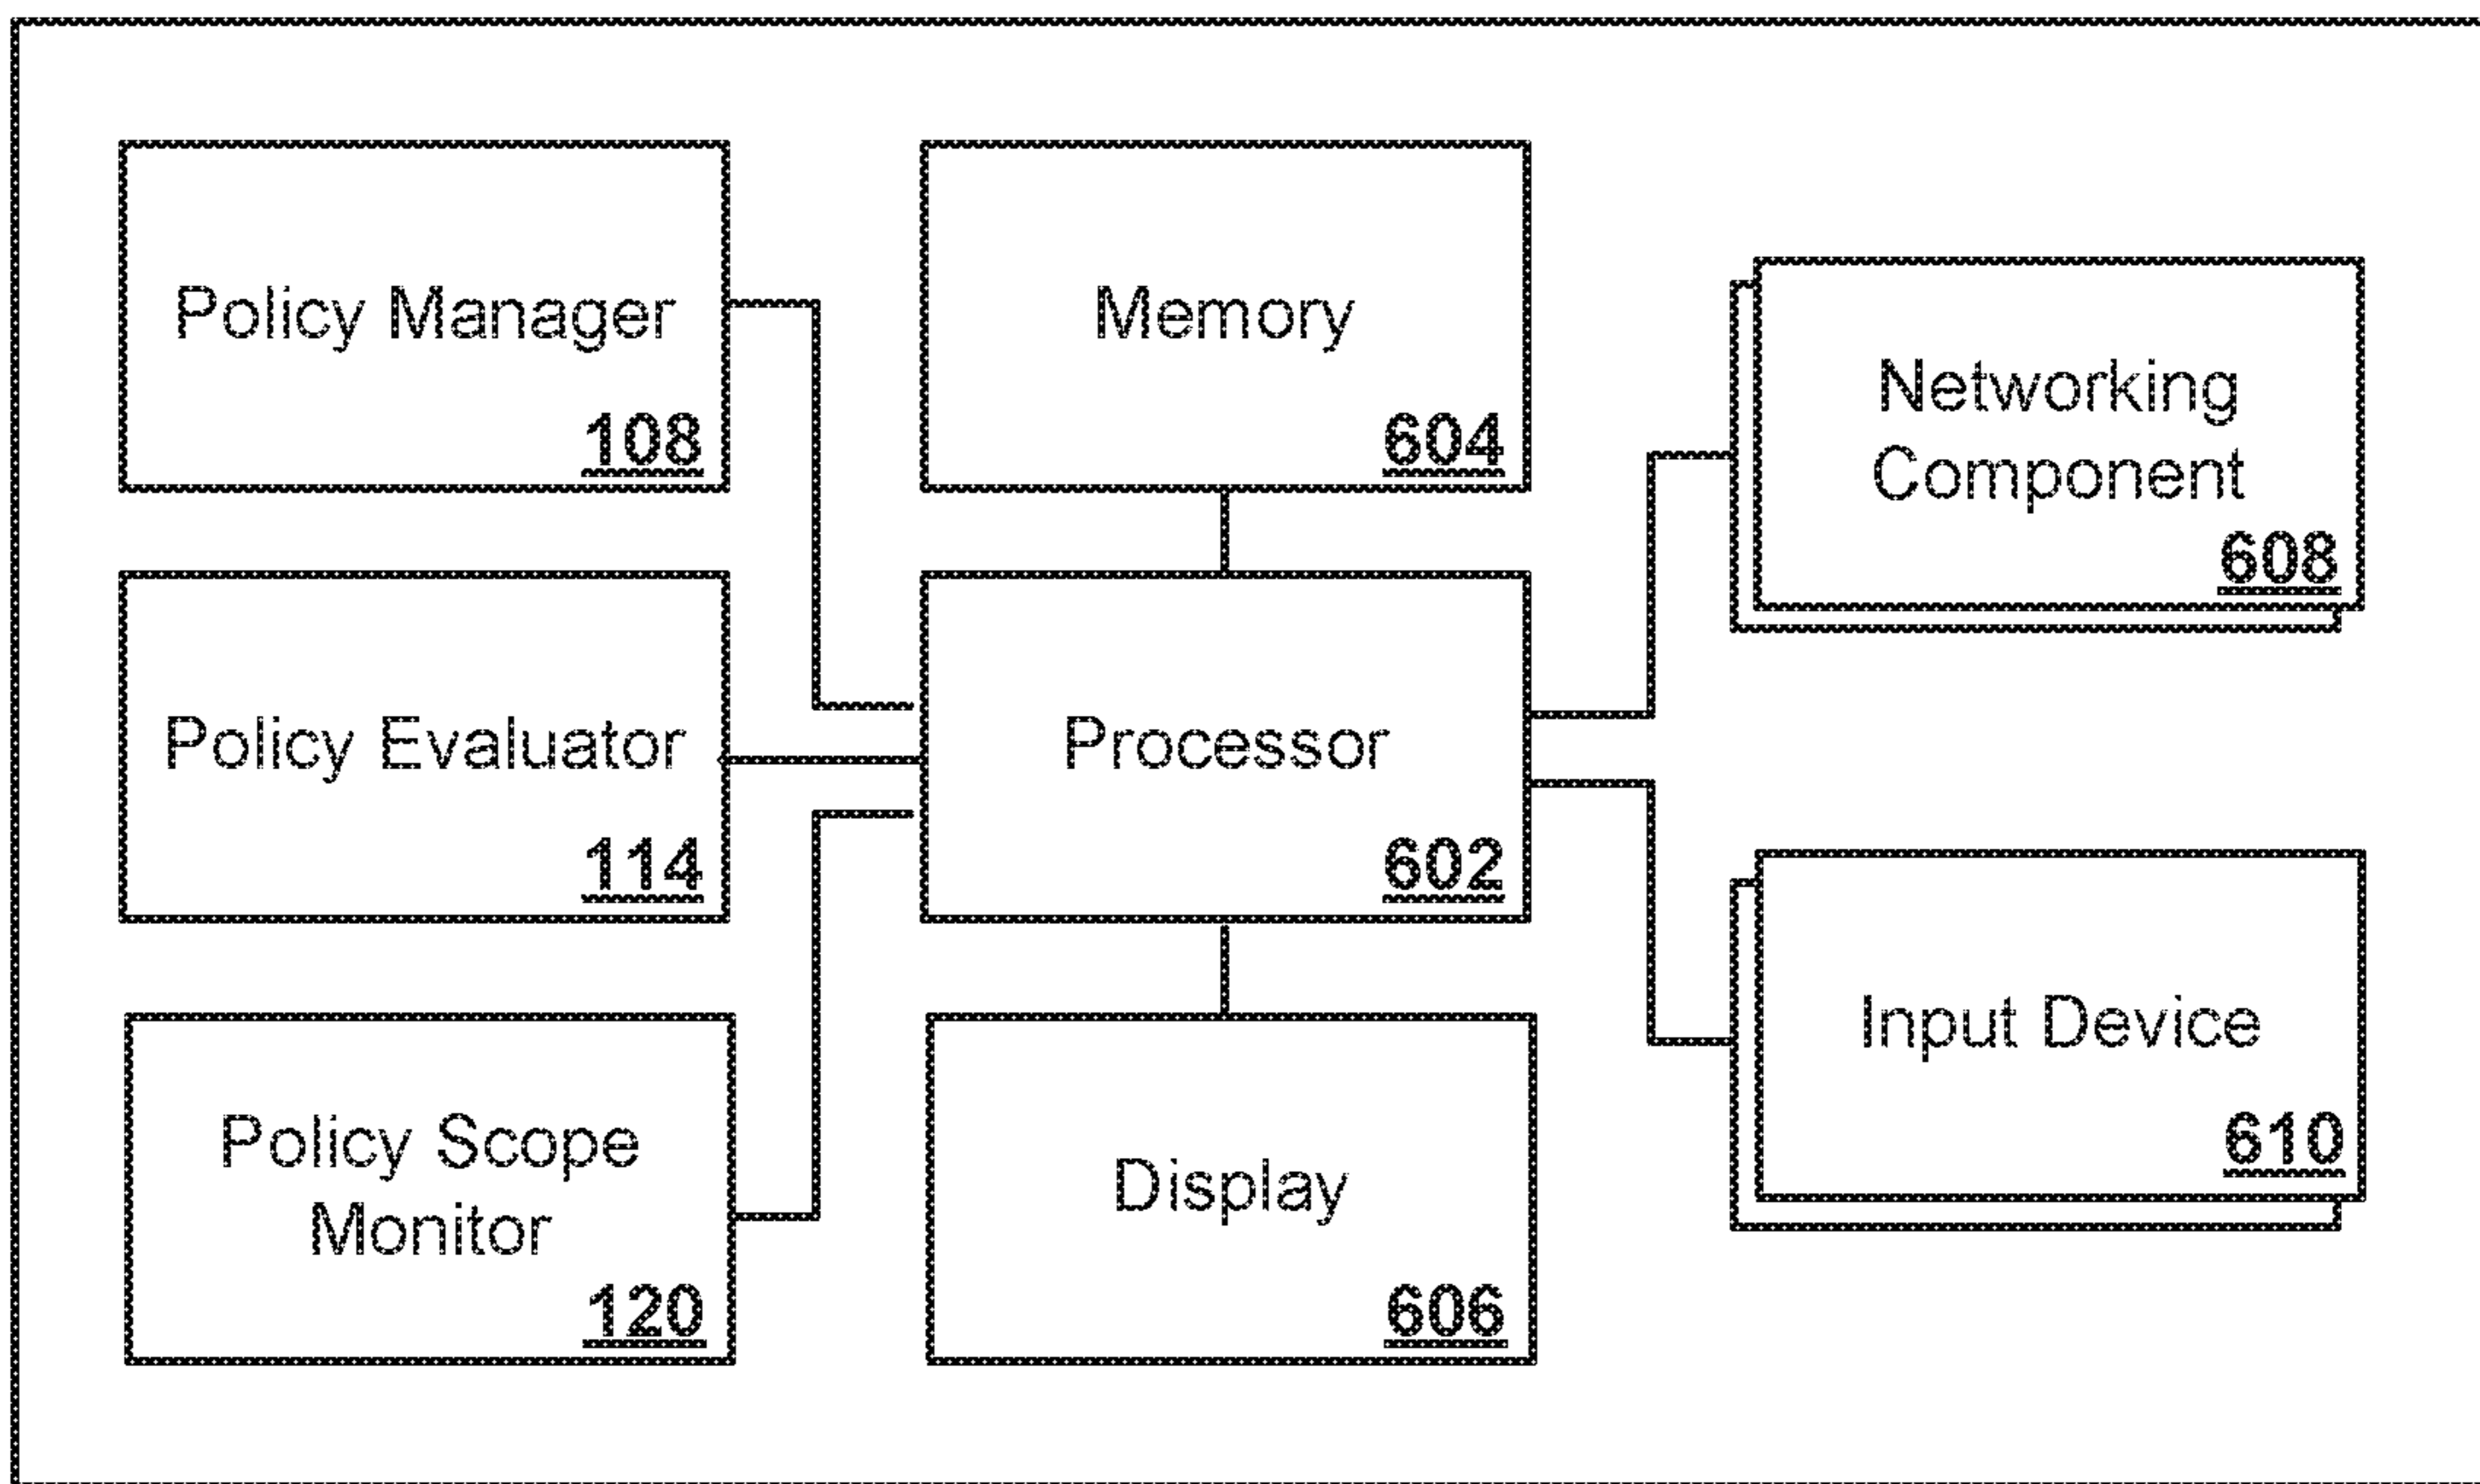 Policy Manager
108
Memory
604
Networking
Component
608
Policy Evaluator
114
Processor
602
Input Device
610
Policy Scope
Monitor
120
Display
606